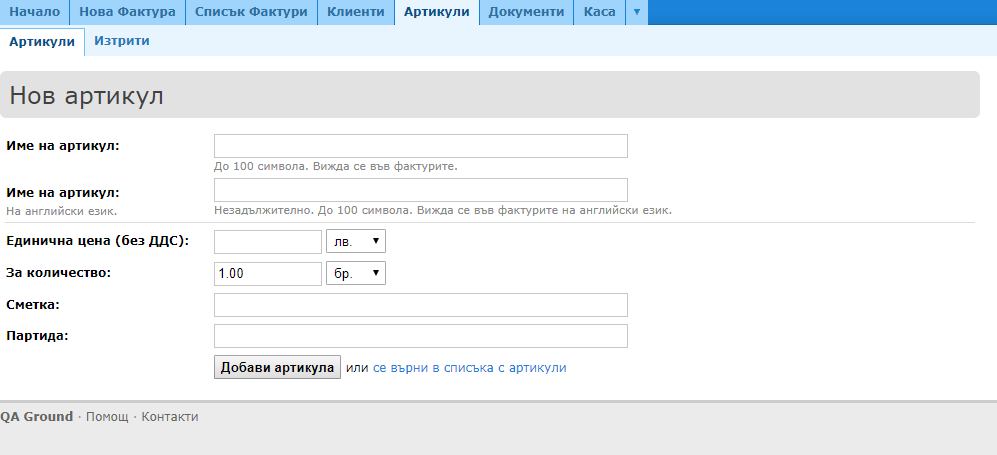 Начало Нова Фактура Списък Фактури Клиенти Артикули Документи Каса ▼
Артикули Изтрити
Нов артикул
Име на артикул:
До 100 символа. Вижда се във фактурите.
Име на артикул:
На английски език.
Незадължително. До 100 символа. Вижда се във фактурите на английски език.
Единична цена (без ДДС): лв. ▼
За количество: 1.00 бр. ▼
Сметка:
Партида:
Добави артикула или се върни в списъка с артикули
QA Ground · Помощ · Контакти